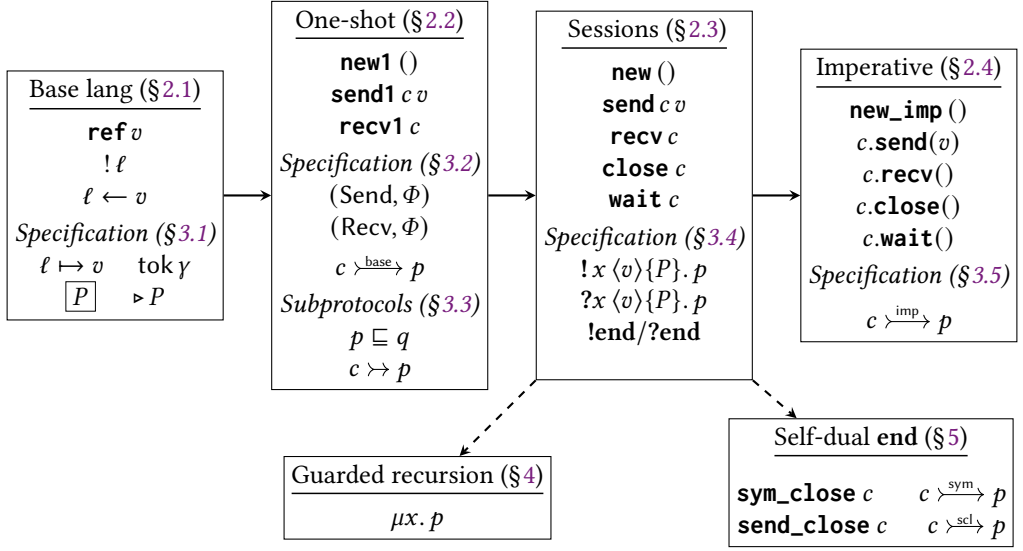 Base lang (§2.1)
ref v
! ℓ
ℓ ← v
Specification (§3.1)
ℓ ↦ v tok γ
P ▹ P
One-shot (§2.2)
new1 ()
send1 c v
recv1 c
Specification (§3.2)
(Send, Φ)
(Recv, Φ)
c ↣base p
Subprotocols (§3.3)
p ⊑ q
c ↣ p
Sessions (§2.3)
new ()
send c v
recv c
close c
wait c
Specification (§3.4)
! x ⟨v⟩{P}. p
?x ⟨v⟩{P}. p
!end/?end
Imperative (§2.4)
new_imp ()
c.send(v)
c.recv()
c.close()
c.wait()
Specification (§3.5)
c ↣imp p
Guarded recursion (§4)
μx. p
Self-dual end (§5)
sym_close c c ↣sym p
send_close c c ↣scl p